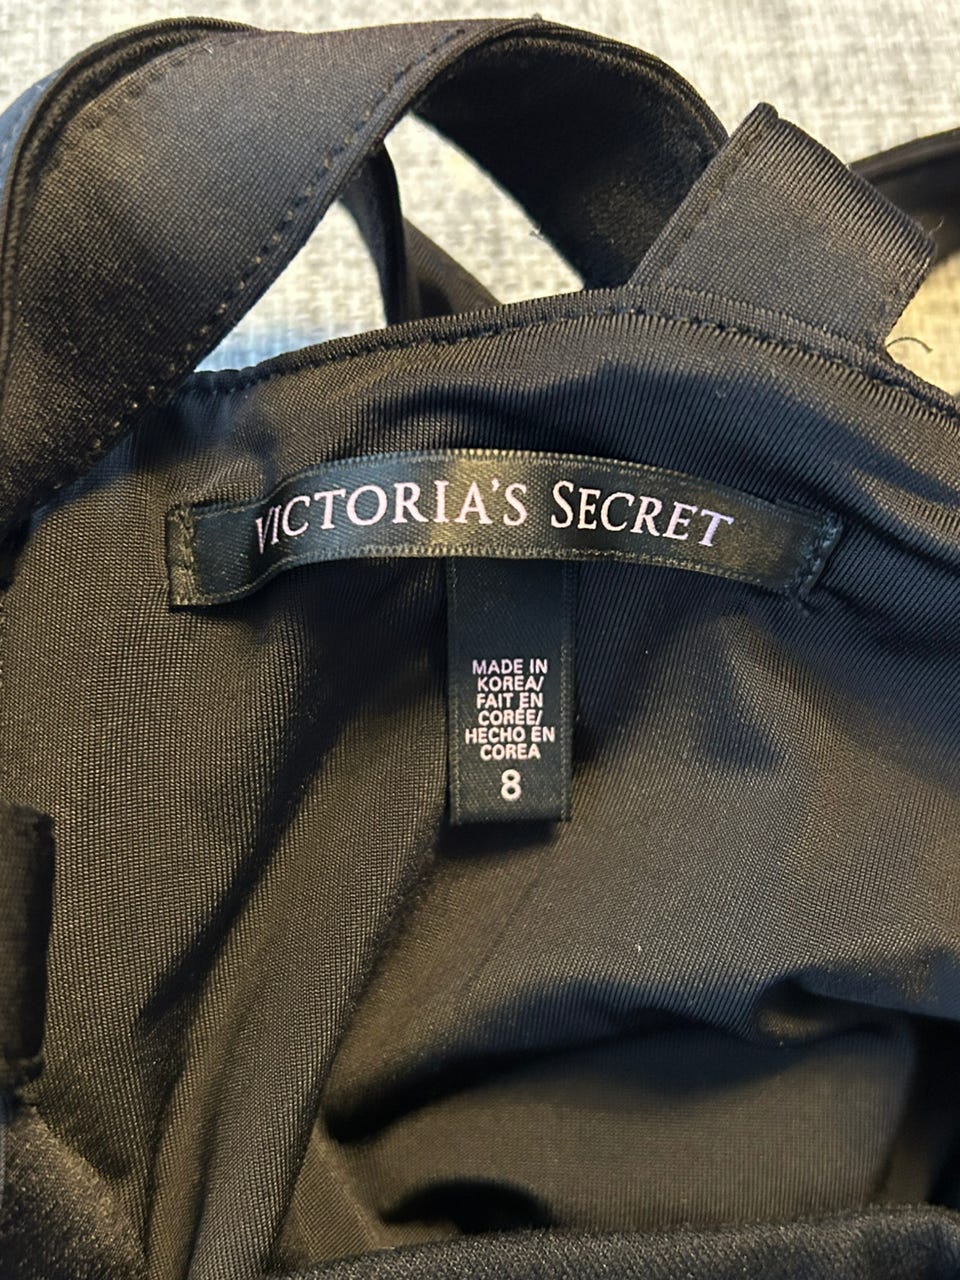 VICTORIA'S SECRET
MADE IN
KOREA/
FAIT EN
CORÉE/
HECHO EN
COREA
8